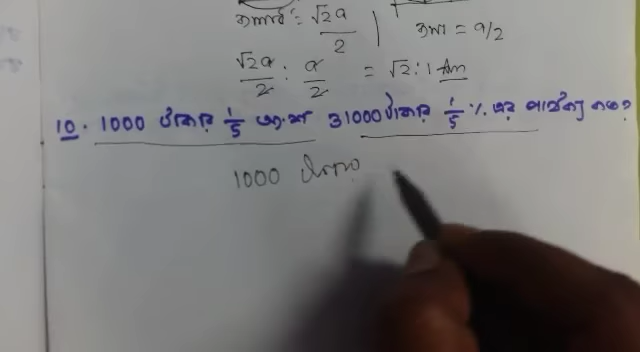 = √2a/2 | = a/2
√2a/2 : a/2 = √2:1 Am
10. 1000 টাকার 1/5 অংশ ও 1000 টাকার 1/5 % এর পার্থক্য কত?
1000 টাকার